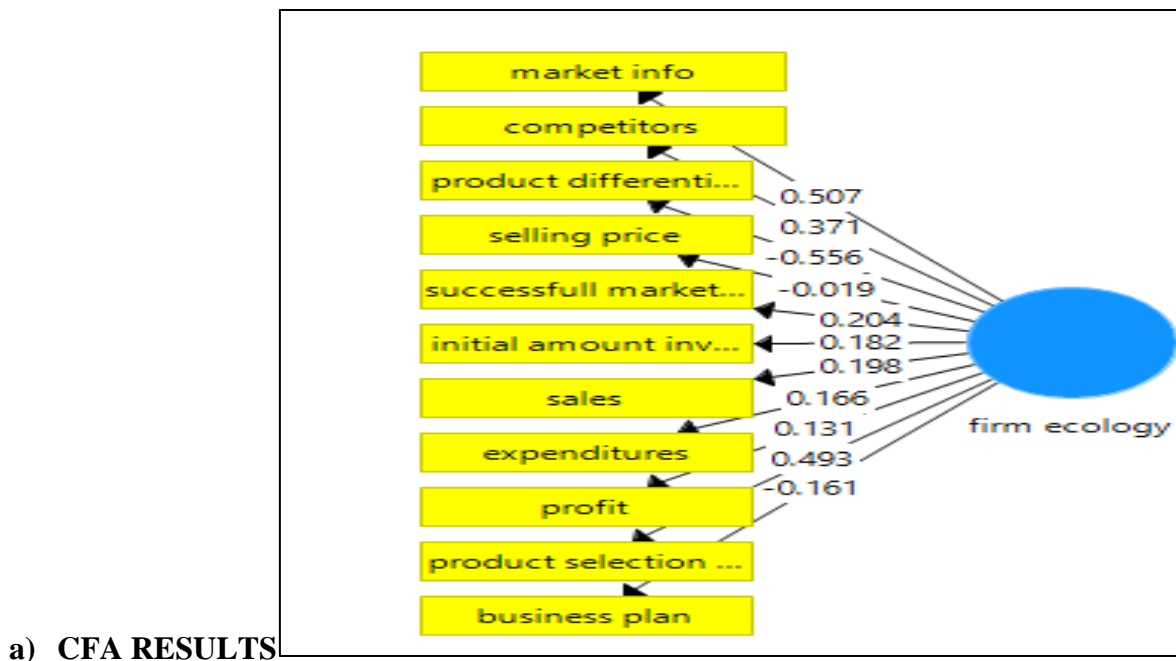 market info
competitors
product differenti...
selling price
successfull market...
initial amount inv...
sales
expenditures
profit
product selection ...
business plan
0.507
0.371
-0.556
-0.019
0.204
0.182
0.198
0.166
0.131
0.493
-0.161
firm ecology
a) CFA RESULTS